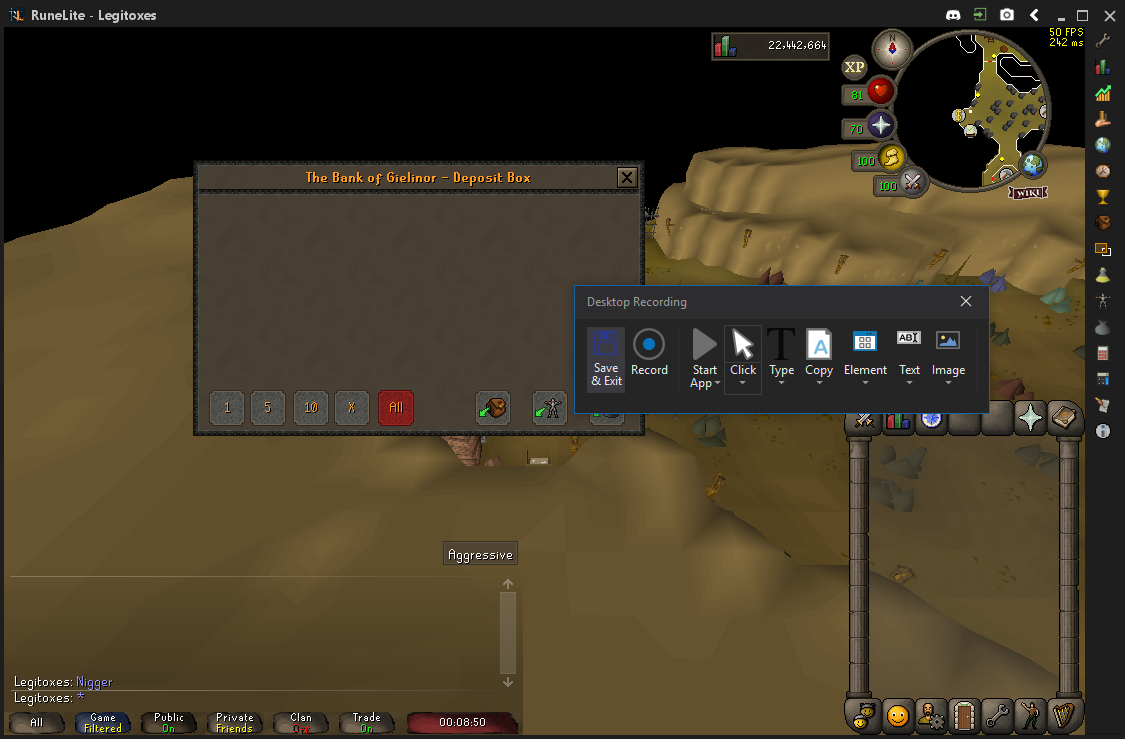 RuneLite - Legitoxes
50 FPS
242 ms
22,442,664
XP
81
70
100
100
WIKI
The Bank of Gielinor - Deposit Box
Desktop Recording
Save & Exit
Record
Start App
Click
Type
Copy
Element
Text
Image
T
A
ABI
1 5 10 X All
Aggressive
Legitoxes: Nigger
Legitoxes: *
All
Game Filtered
Public On
Private Friends
Clan Off
Trade On
00:08:50